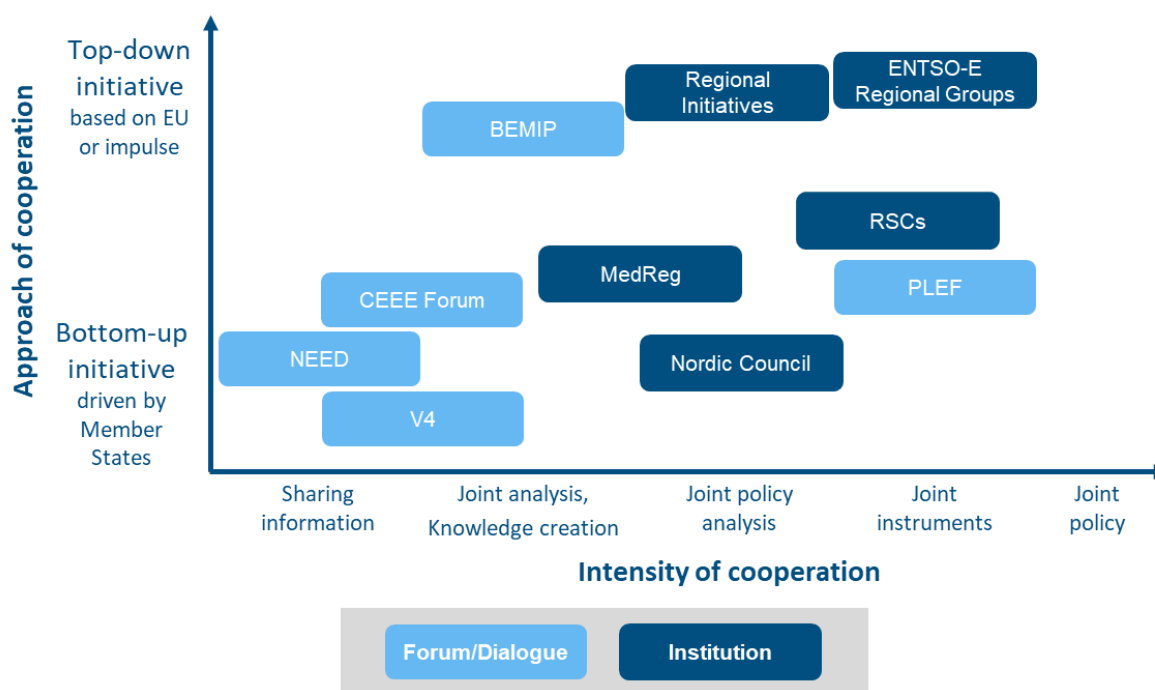 Approach of cooperation
Top-down
initiative
based on EU
or impulse
Bottom-up
initiative
driven by
Member
States
ENTSO-E
Regional Groups
Regional
Initiatives
BEMIP
RSCs
MedReg
PLEF
CEEE Forum
NEED
Nordic Council
V4
Sharing
information
Joint analysis,
Knowledge creation
Joint policy
analysis
Joint
instruments
Joint
policy
Intensity of cooperation
Forum/Dialogue
Institution